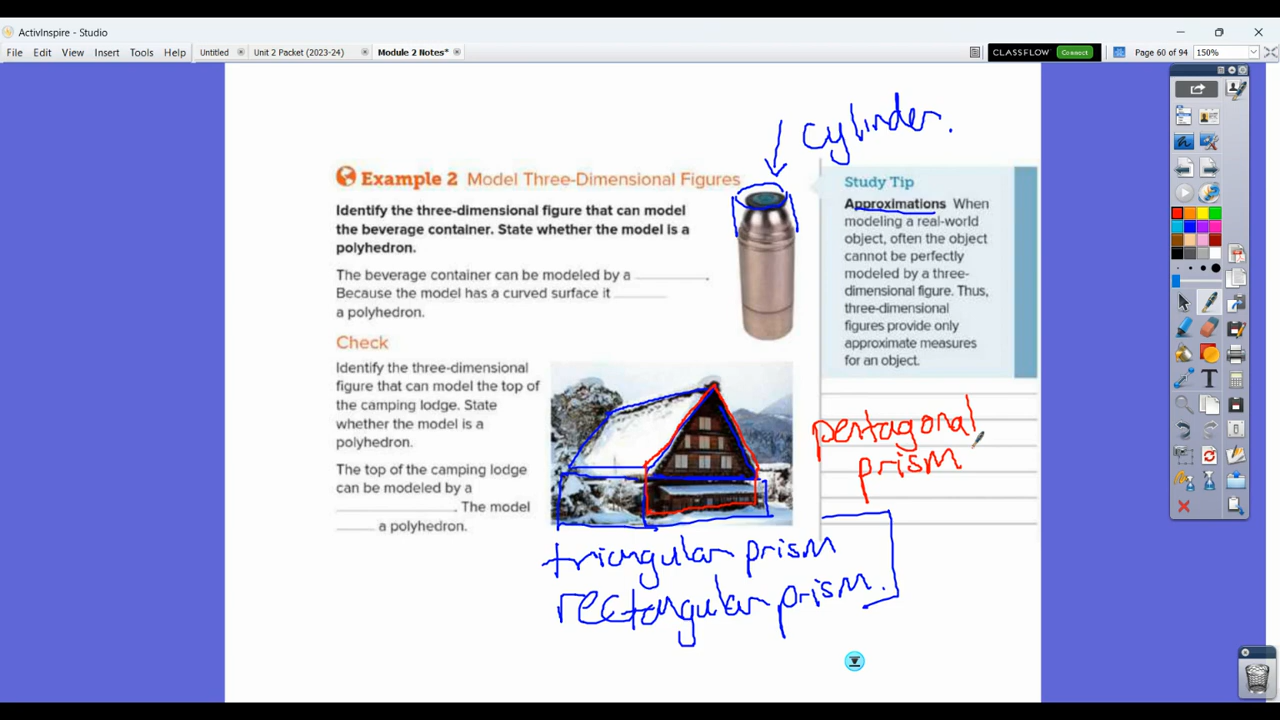 ActivInspire - Studio
File Edit View Insert Tools Help
Untitled
Unit 2 Packet (2023-24)
Module 2 Notes*
CLASSFLOW Connect
Page 60 of 94
150%
cylinder.
Example 2 Model Three-Dimensional Figures
Identify the three-dimensional figure that can model
the beverage container. State whether the model is a
polyhedron.
The beverage container can be modeled by a ________.
Because the model has a curved surface it ________
a polyhedron.
Check
Identify the three-dimensional
figure that can model the top of
the camping lodge. State
whether the model is a
polyhedron.
The top of the camping lodge
can be modeled by a
________. The model
____ a polyhedron.
Study Tip
Approximations When
modeling a real-world
object, often the object
cannot be perfectly
modeled by a three-
dimensional figure. Thus,
three-dimensional
figures provide only
approximate measures
for an object.
pentagonal
prism
triangular prism
rectangular prism.